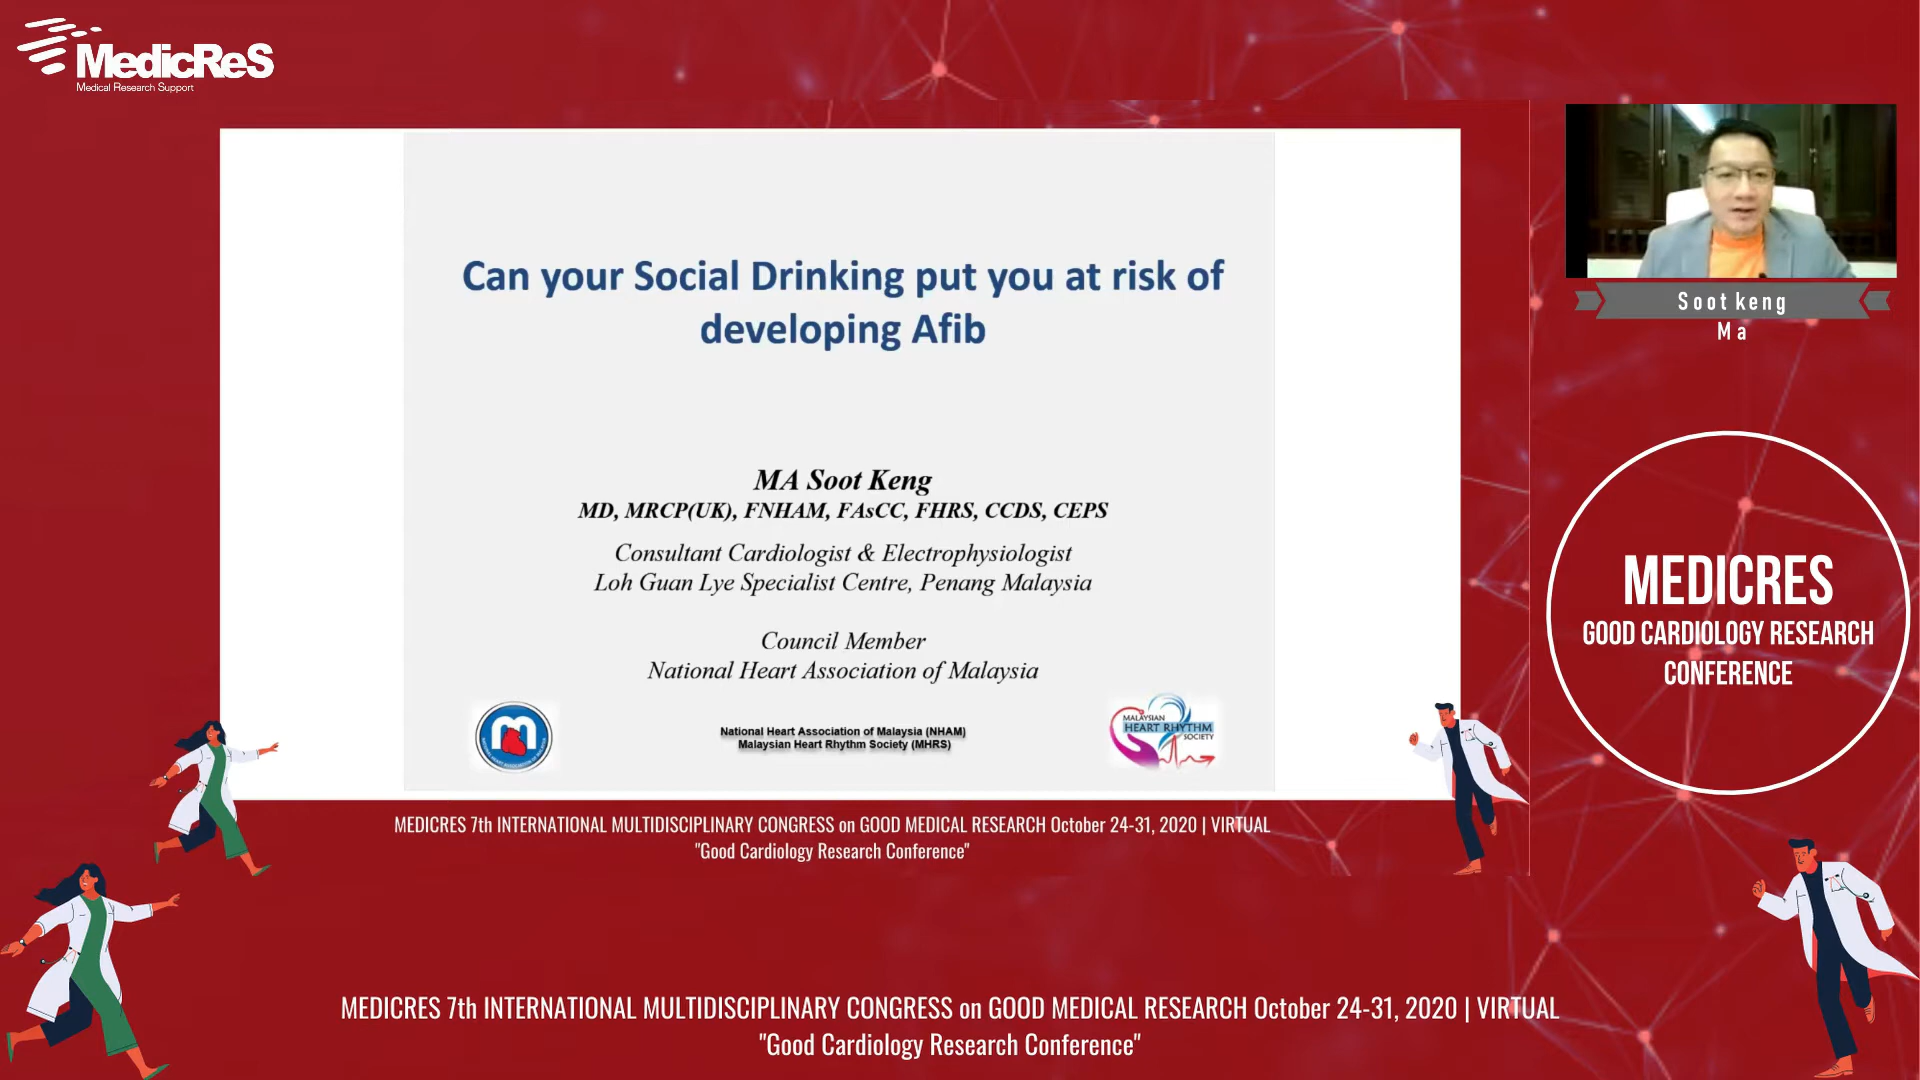 MedicReS
Medical Research Support
Can your Social Drinking put you at risk of
developing Afib
MA Soot Keng
MD, MRCP(UK), FNHAM, FAsCC, FHRS, CCDS, CEPS
Consultant Cardiologist & Electrophysiologist
Loh Guan Lye Specialist Centre, Penang Malaysia
Council Member
National Heart Association of Malaysia
National Heart Association of Malaysia (NHAM)
Malaysian Heart Rhythm Society (MHRS)
MALAYSIAN
HEART RHYTHM
SOCIETY
MEDICRES 7th INTERNATIONAL MULTIDISCIPLINARY CONGRESS on GOOD MEDICAL RESEARCH October 24-31, 2020 | VIRTUAL
"Good Cardiology Research Conference"
Soot keng
Ma
MEDICRES
GOOD CARDIOLOGY RESEARCH
CONFERENCE
MEDICRES 7th INTERNATIONAL MULTIDISCIPLINARY CONGRESS on GOOD MEDICAL RESEARCH October 24-31, 2020 | VIRTUAL
"Good Cardiology Research Conference"